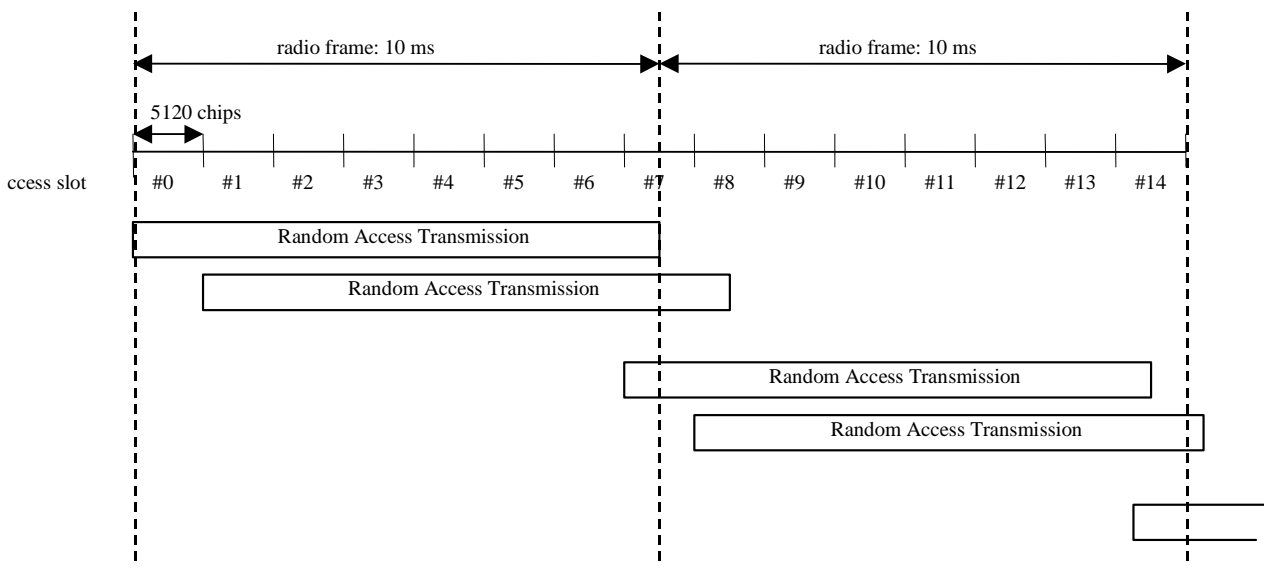 radio frame: 10 ms radio frame: 10 ms
5120 chips
ccess slot #0 #1 #2 #3 #4 #5 #6 #7 #8 #9 #10 #11 #12 #13 #14
Random Access Transmission
Random Access Transmission
Random Access Transmission
Random Access Transmission